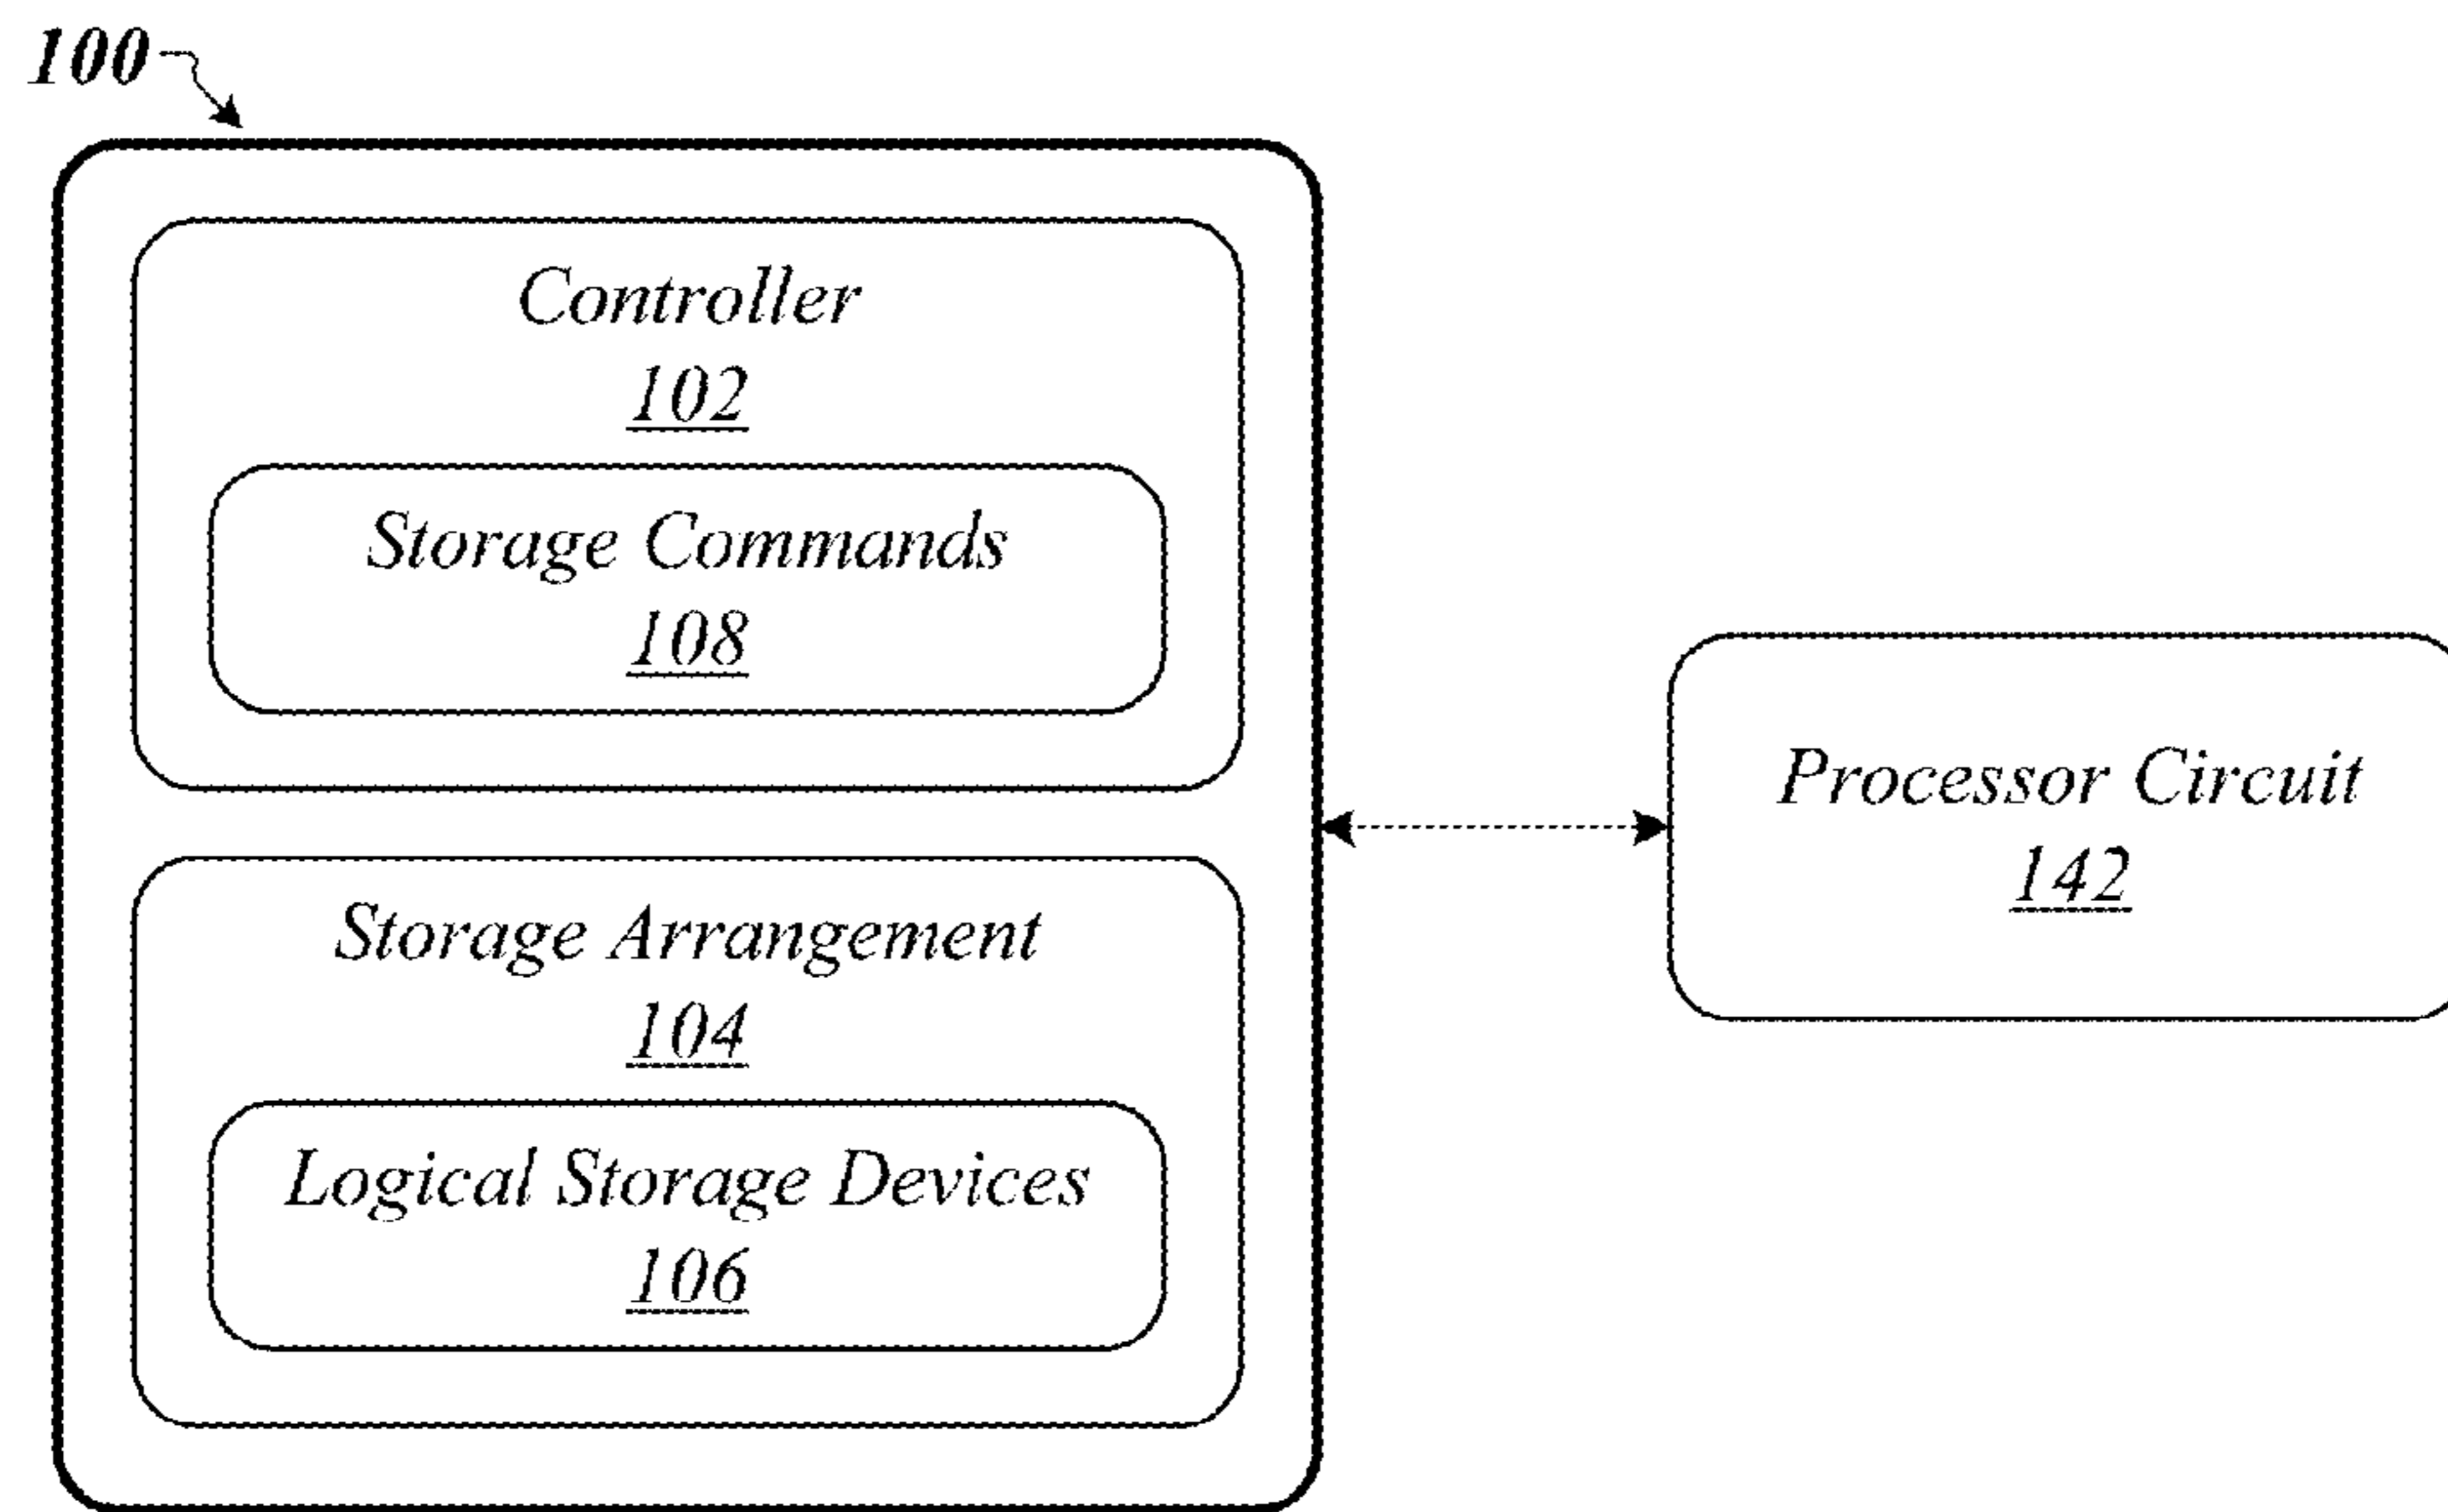 100
Controller
102
Storage Commands
108
Storage Arrangement
104
Logical Storage Devices
106
Processor Circuit
142